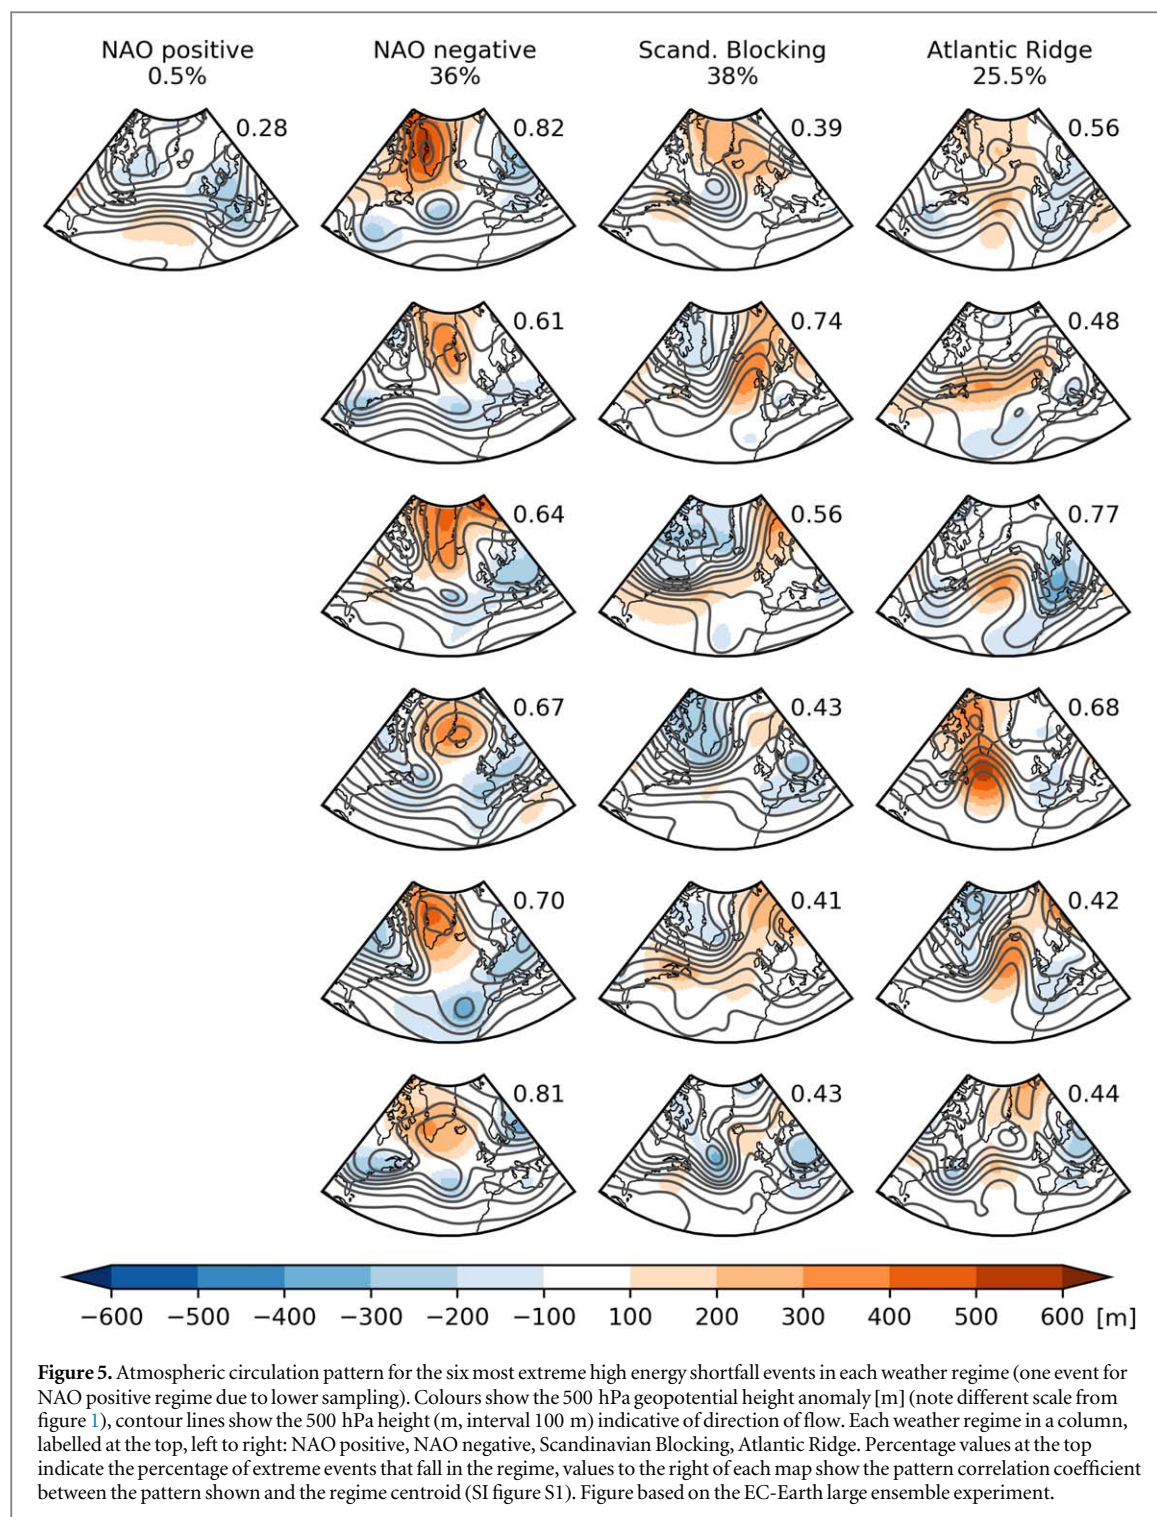 NAO positive NAO negative Scand. Blocking Atlantic Ridge
0.5% 36% 38% 25.5%
0.28 0.82 0.39 0.56
0.61 0.74 0.48
0.64 0.56 0.77
0.67 0.43 0.68
0.70 0.41 0.42
0.81 0.43 0.44
−600 −500 −400 −300 −200 −100 100 200 300 400 500 600 [m]
Figure 5. Atmospheric circulation pattern for the six most extreme high energy shortfall events in each weather regime (one event for
NAO positive regime due to lower sampling). Colours show the 500 hPa geopotential height anomaly [m] (note different scale from
figure 1), contour lines show the 500 hPa height (m, interval 100 m) indicative of direction of flow. Each weather regime in a column,
labelled at the top, left to right: NAO positive, NAO negative, Scandinavian Blocking, Atlantic Ridge. Percentage values at the top
indicate the percentage of extreme events that fall in the regime, values to the right of each map show the pattern correlation coefficient
between the pattern shown and the regime centroid (SI figure S1). Figure based on the EC-Earth large ensemble experiment.